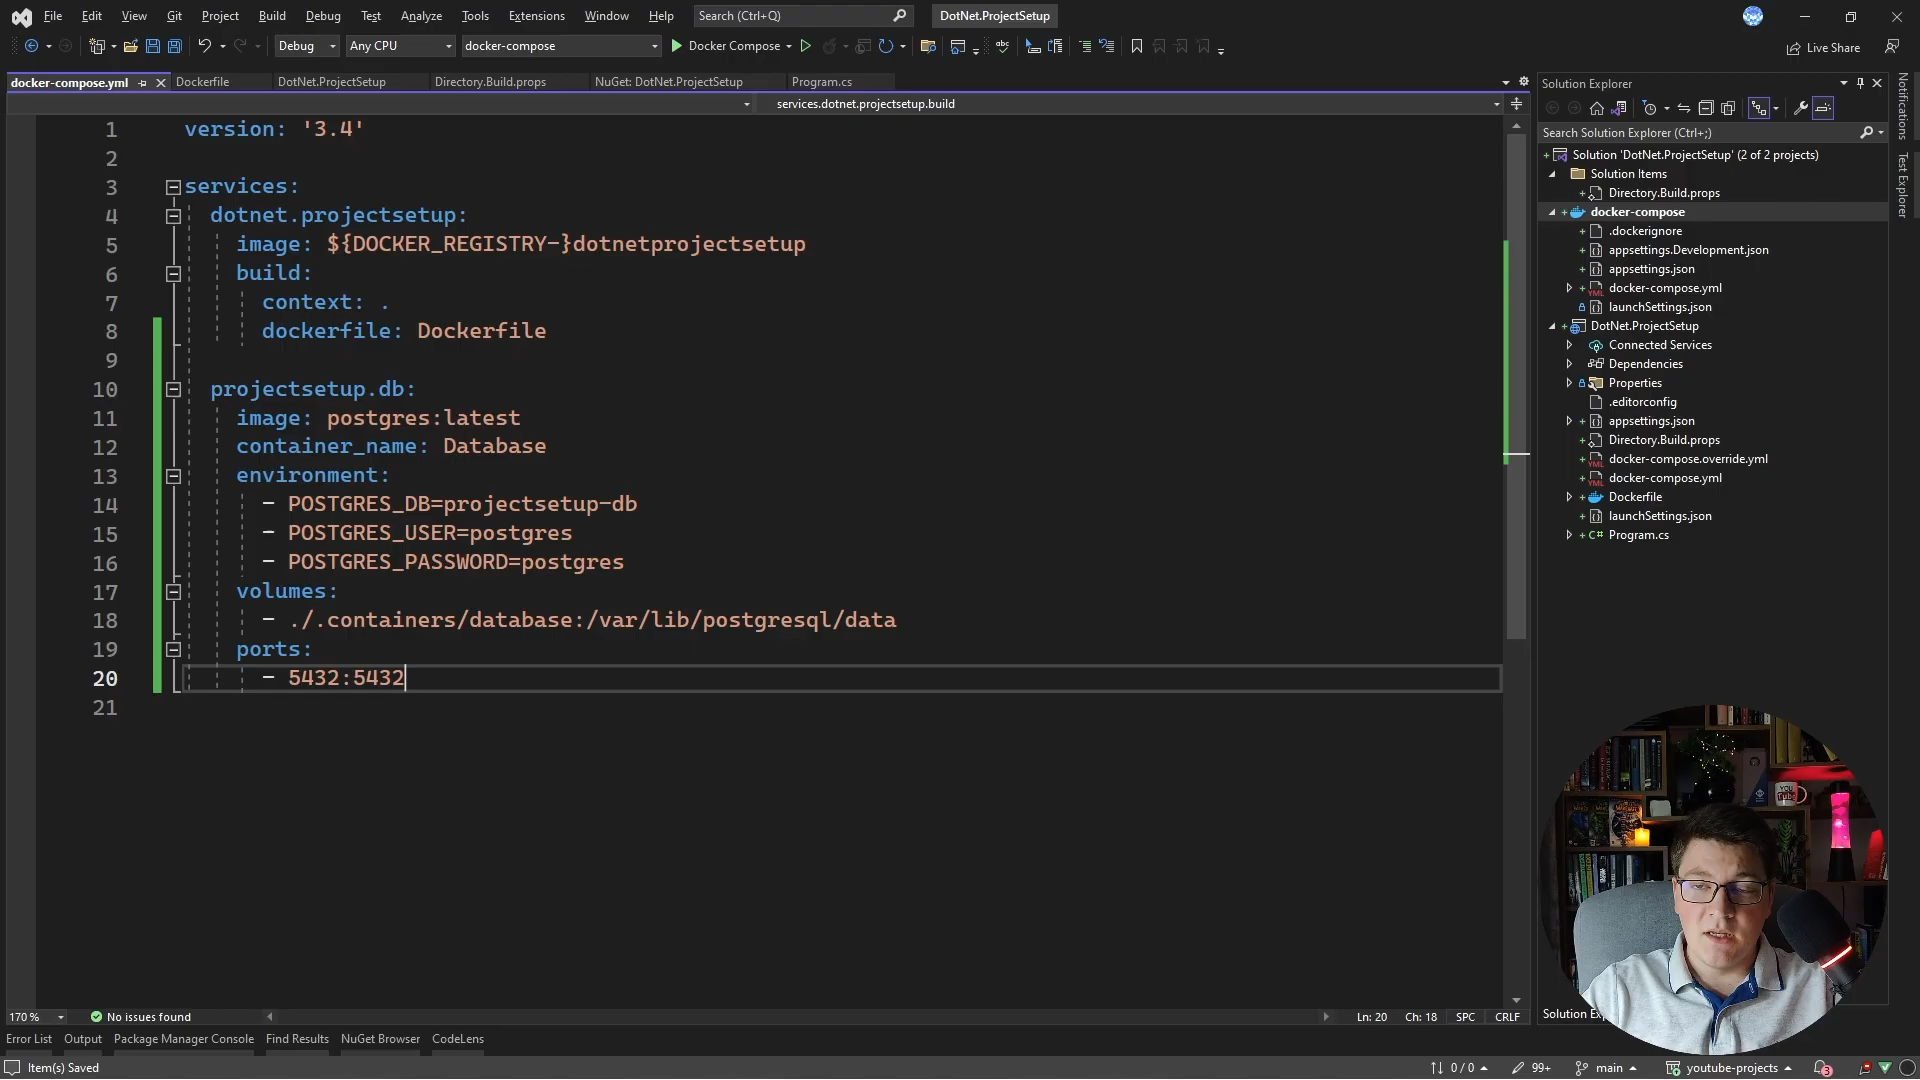 File Edit View Git Project Build Debug Test Analyze Tools Extensions Window Help Search (Ctrl+Q) DotNet.ProjectSetup
Debug Any CPU docker-compose Docker Compose Live Share
docker-compose.yml Dockerfile DotNet.ProjectSetup Directory.Build.props NuGet: DotNet.ProjectSetup Program.cs
services.dotnet.projectsetup.build
1 version: '3.4'
2
3 services:
4 dotnet.projectsetup:
5 image: ${DOCKER_REGISTRY-}dotnetprojectsetup
6 build:
7 context: .
8 dockerfile: Dockerfile
9
10 projectsetup.db:
11 image: postgres:latest
12 container_name: Database
13 environment:
14 - POSTGRES_DB=projectsetup-db
15 - POSTGRES_USER=postgres
16 - POSTGRES_PASSWORD=postgres
17 volumes:
18 - ./.containers/database:/var/lib/postgresql/data
19 ports:
20 - 5432:5432
21
170 % No issues found Ln: 20 Ch: 18 SPC CRLF
Error List Output Package Manager Console Find Results NuGet Browser CodeLens
Item(s) Saved 0 / 0 99+ main youtube-projects 3
Solution Explorer
Search Solution Explorer (Ctrl+;)
Solution 'DotNet.ProjectSetup' (2 of 2 projects)
Solution Items
Directory.Build.props
docker-compose
.dockerignore
appsettings.Development.json
appsettings.json
docker-compose.yml
launchSettings.json
DotNet.ProjectSetup
Connected Services
Dependencies
Properties
.editorconfig
appsettings.json
Directory.Build.props
docker-compose.override.yml
docker-compose.yml
Dockerfile
launchSettings.json
Program.cs
Solution Ex
Notifications
Test Explorer
YOU Tube